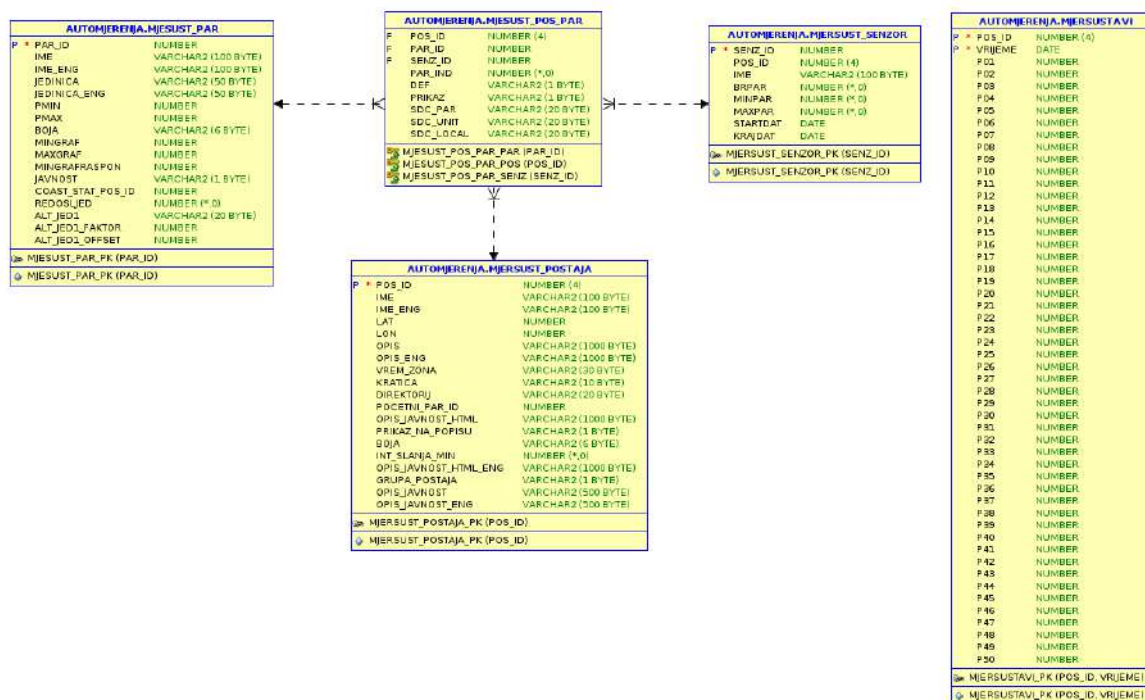 AUTOMJERENJA.MJESUST_PAR
P * PAR_ID NUMBER
IME VARCHAR2 (100 BYTE)
IME_ENG VARCHAR2 (100 BYTE)
JEDINICA VARCHAR2 (50 BYTE)
JEDINICA_ENG VARCHAR2 (50 BYTE)
PMIN NUMBER
PMAX NUMBER
BOJA VARCHAR2 (6 BYTE)
MINGRAF NUMBER
MAXGRAF NUMBER
MINGRAFRASPON NUMBER
JAVNOST VARCHAR2 (1 BYTE)
COAST_STAT_POS_ID NUMBER
REDOSLJED NUMBER (*,0)
ALT_JED1 VARCHAR2 (20 BYTE)
ALT_JED1_FAKTOR NUMBER
ALT_JED1_OFFSET NUMBER
MJESUST_PAR_PK (PAR_ID)
MJESUST_PAR_PK (PAR_ID)
AUTOMJERENJA.MJESUST_POS_PAR
F POS_ID NUMBER (4)
F PAR_ID NUMBER
F SENZ_ID NUMBER
PAR_IND NUMBER (*,0)
DEF VARCHAR2 (1 BYTE)
PRIKAZ VARCHAR2 (1 BYTE)
SDC_PAR VARCHAR2 (20 BYTE)
SDC_UNIT VARCHAR2 (20 BYTE)
SDC_LOCAL VARCHAR2 (20 BYTE)
MJESUST_POS_PAR_PAR (PAR_ID)
MJESUST_POS_PAR_POS (POS_ID)
MJESUST_POS_PAR_SENZ (SENZ_ID)
AUTOMJERENJA.MJERSUST_SENZOR
P * SENZ_ID NUMBER
POS_ID NUMBER (4)
IME VARCHAR2 (100 BYTE)
BRPAR NUMBER (*,0)
MINPAR NUMBER (*,0)
MAXPAR NUMBER (*,0)
STARTDAT DATE
KRAJDAT DATE
MJERSUST_SENZOR_PK (SENZ_ID)
MJERSUST_SENZOR_PK (SENZ_ID)
AUTOMJERENJA.MJERSUST_POSTAJA
P * POS_ID NUMBER (4)
IME VARCHAR2 (100 BYTE)
IME_ENG VARCHAR2 (100 BYTE)
LAT NUMBER
LON NUMBER
OPIS VARCHAR2 (1000 BYTE)
OPIS_ENG VARCHAR2 (1000 BYTE)
VREM_ZONA VARCHAR2 (30 BYTE)
KRATICA VARCHAR2 (10 BYTE)
DIREKTORIJ VARCHAR2 (20 BYTE)
POCETNI_PAR_ID NUMBER
OPIS_JAVNOST_HTML VARCHAR2 (1000 BYTE)
PRIKAZ_NA_POPISU VARCHAR2 (1 BYTE)
BOJA VARCHAR2 (6 BYTE)
INT_SLANJA_MIN NUMBER (*,0)
OPIS_JAVNOST_HTML_ENG VARCHAR2 (1000 BYTE)
GRUPA_POSTAJA VARCHAR2 (1 BYTE)
OPIS_JAVNOST VARCHAR2 (500 BYTE)
OPIS_JAVNOST_ENG VARCHAR2 (500 BYTE)
MJERSUST_POSTAJA_PK (POS_ID)
MJERSUST_POSTAJA_PK (POS_ID)
AUTOMJERENJA.MJERSUSTAVI
P * POS_ID NUMBER (4)
P * VRIJEME DATE
P01 NUMBER
P02 NUMBER
P03 NUMBER
P04 NUMBER
P05 NUMBER
P06 NUMBER
P07 NUMBER
P08 NUMBER
P09 NUMBER
P10 NUMBER
P11 NUMBER
P12 NUMBER
P13 NUMBER
P14 NUMBER
P15 NUMBER
P16 NUMBER
P17 NUMBER
P18 NUMBER
P19 NUMBER
P20 NUMBER
P21 NUMBER
P22 NUMBER
P23 NUMBER
P24 NUMBER
P25 NUMBER
P26 NUMBER
P27 NUMBER
P28 NUMBER
P29 NUMBER
P30 NUMBER
P31 NUMBER
P32 NUMBER
P33 NUMBER
P34 NUMBER
P35 NUMBER
P36 NUMBER
P37 NUMBER
P38 NUMBER
P39 NUMBER
P40 NUMBER
P41 NUMBER
P42 NUMBER
P43 NUMBER
P44 NUMBER
P45 NUMBER
P46 NUMBER
P47 NUMBER
P48 NUMBER
P49 NUMBER
P50 NUMBER
MJERSUSTAVI_PK (POS_ID, VRIJEME)
MJERSUSTAVI_PK (POS_ID, VRIJEME)